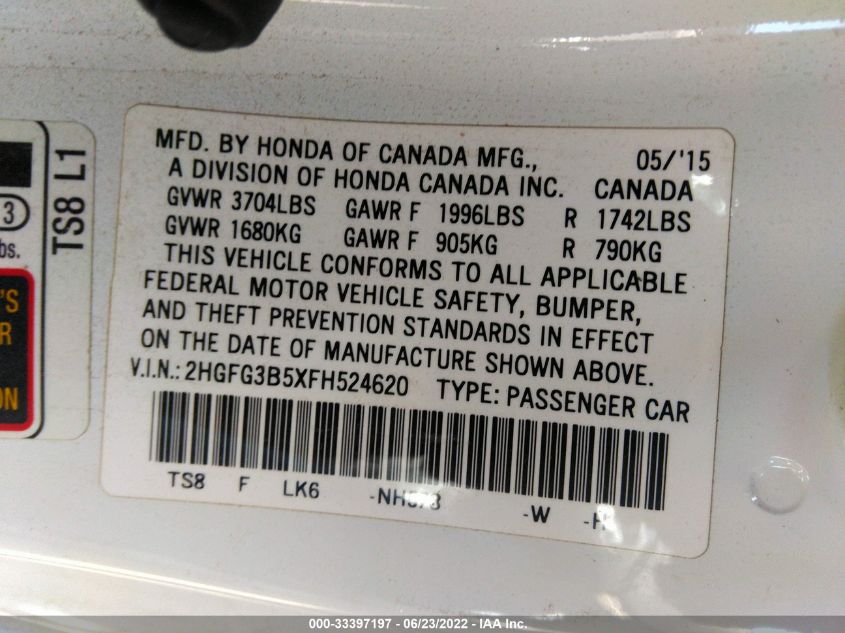 MFD. BY HONDA OF CANADA MFG., 05/'15
A DIVISION OF HONDA CANADA INC. CANADA
GVWR 3704LBS GAWR F 1996LBS R 1742LBS
GVWR 1680KG GAWR F 905KG R 790KG
THIS VEHICLE CONFORMS TO ALL APPLICABLE
FEDERAL MOTOR VEHICLE SAFETY, BUMPER,
AND THEFT PREVENTION STANDARDS IN EFFECT
ON THE DATE OF MANUFACTURE SHOWN ABOVE.
V.I.N.: 2HGFG3B5XFH524620 TYPE: PASSENGER CAR
TS8 F LK6 -W -H
TS8 L1
3
bs.
'S
R
ON
000-33397197 - 06/23/2022 - IAA Inc.